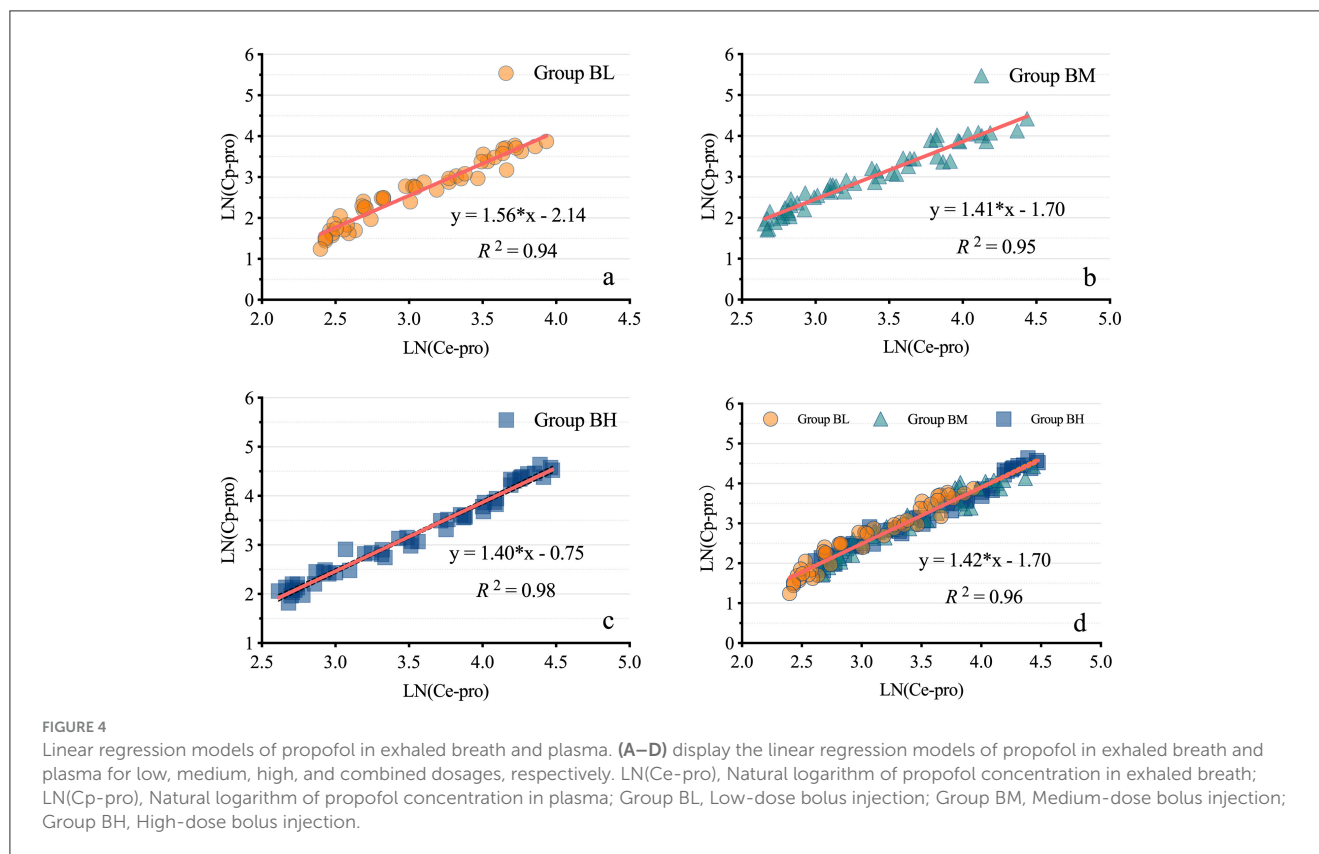 6
5
4
3
2
1
0
LN(Cp-pro)
Group BL
y = 1.56*x - 2.14
R² = 0.94
a
2.0 2.5 3.0 3.5 4.0 4.5
LN(Ce-pro)
6
5
4
3
2
1
0
LN(Cp-pro)
Group BM
y = 1.41*x - 1.70
R² = 0.95
b
2.5 3.0 3.5 4.0 4.5 5.0
LN(Ce-pro)
6
5
4
3
2
1
LN(Cp-pro)
Group BH
y = 1.40*x - 0.75
R² = 0.98
c
2.5 3.0 3.5 4.0 4.5 5.0
LN(Ce-pro)
6
5
4
3
2
1
0
LN(Cp-pro)
Group BL Group BM Group BH
y = 1.42*x - 1.70
R² = 0.96
d
2.0 2.5 3.0 3.5 4.0 4.5 5.0
LN(Ce-pro)
FIGURE 4
Linear regression models of propofol in exhaled breath and plasma. (A–D) display the linear regression models of propofol in exhaled breath and
plasma for low, medium, high, and combined dosages, respectively. LN(Ce-pro), Natural logarithm of propofol concentration in exhaled breath;
LN(Cp-pro), Natural logarithm of propofol concentration in plasma; Group BL, Low-dose bolus injection; Group BM, Medium-dose bolus injection;
Group BH, High-dose bolus injection.